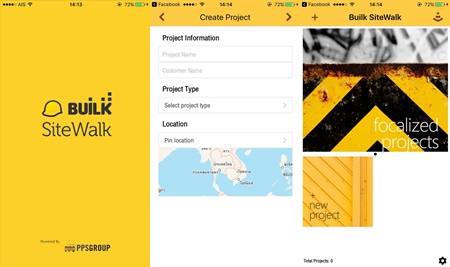 AIS
14:13
72%
BUILK
SiteWalk
Powered By
PPSGROUP
Facebook
14:14
72%
Create Project
Project Information
Project Name
Customer Name
Project Type
Select project type
Location
Pin location
Facebook
14:14
72%
+
Builk SiteWalk
focalized
projects
+
new
project
Total Projects: 0